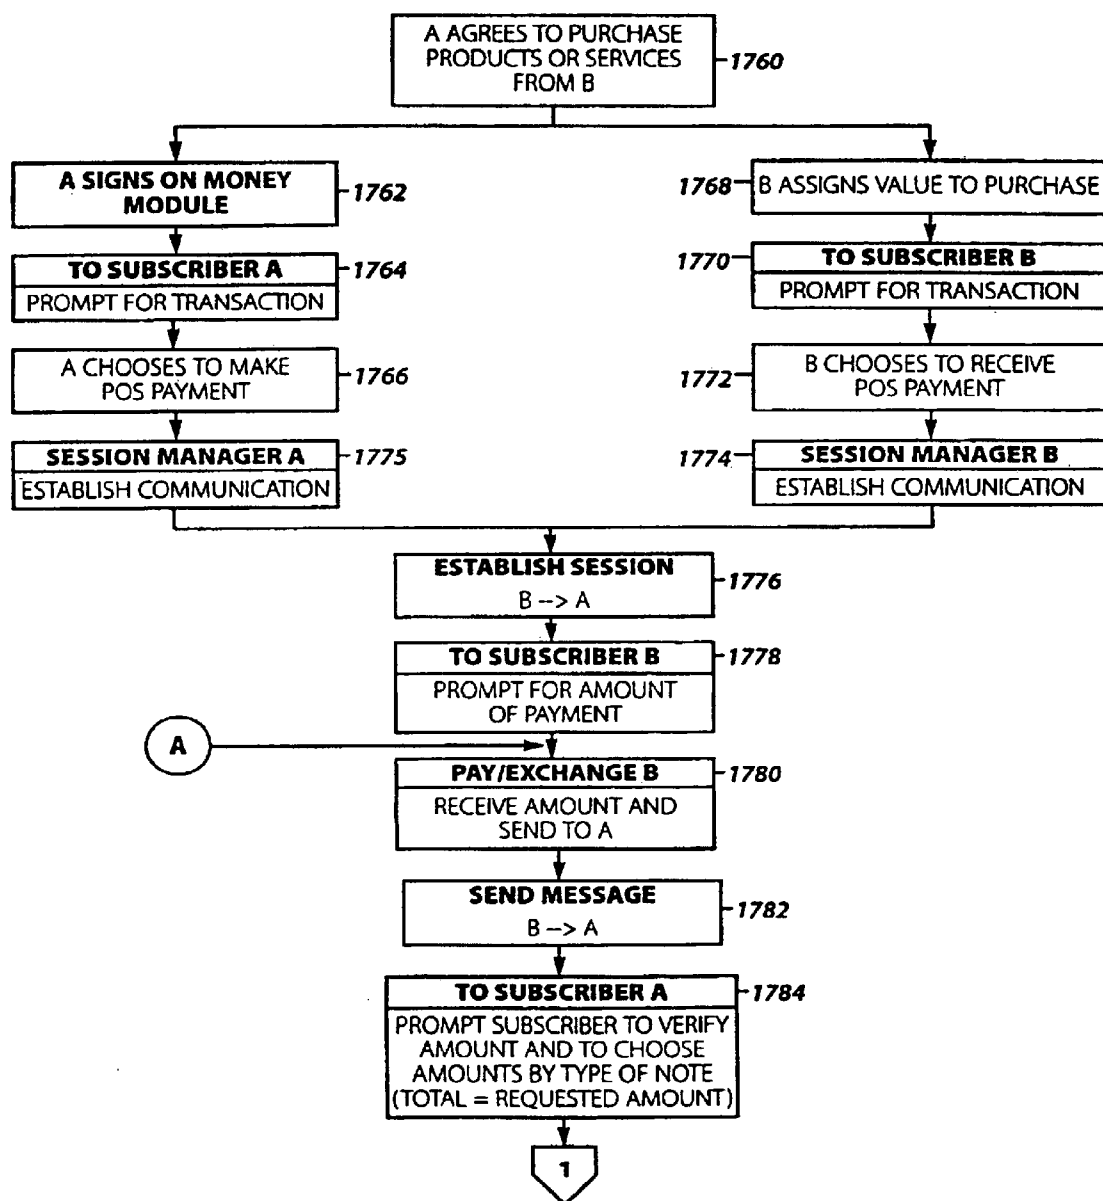 A AGREES TO PURCHASE
PRODUCTS OR SERVICES
FROM B
1760
A SIGNS ON MONEY
MODULE
1762
TO SUBSCRIBER A
1764
PROMPT FOR TRANSACTION
A CHOOSES TO MAKE
POS PAYMENT
1766
SESSION MANAGER A
1775
ESTABLISH COMMUNICATION
1768
B ASSIGNS VALUE TO PURCHASE
1770
TO SUBSCRIBER B
PROMPT FOR TRANSACTION
1772
B CHOOSES TO RECEIVE
POS PAYMENT
1774
SESSION MANAGER B
ESTABLISH COMMUNICATION
ESTABLISH SESSION
1776
B --> A
TO SUBSCRIBER B
1778
PROMPT FOR AMOUNT
OF PAYMENT
A
PAY/EXCHANGE B
1780
RECEIVE AMOUNT AND
SEND TO A
SEND MESSAGE
1782
B --> A
TO SUBSCRIBER A
1784
PROMPT SUBSCRIBER TO VERIFY
AMOUNT AND TO CHOOSE
AMOUNTS BY TYPE OF NOTE
(TOTAL = REQUESTED AMOUNT)
1